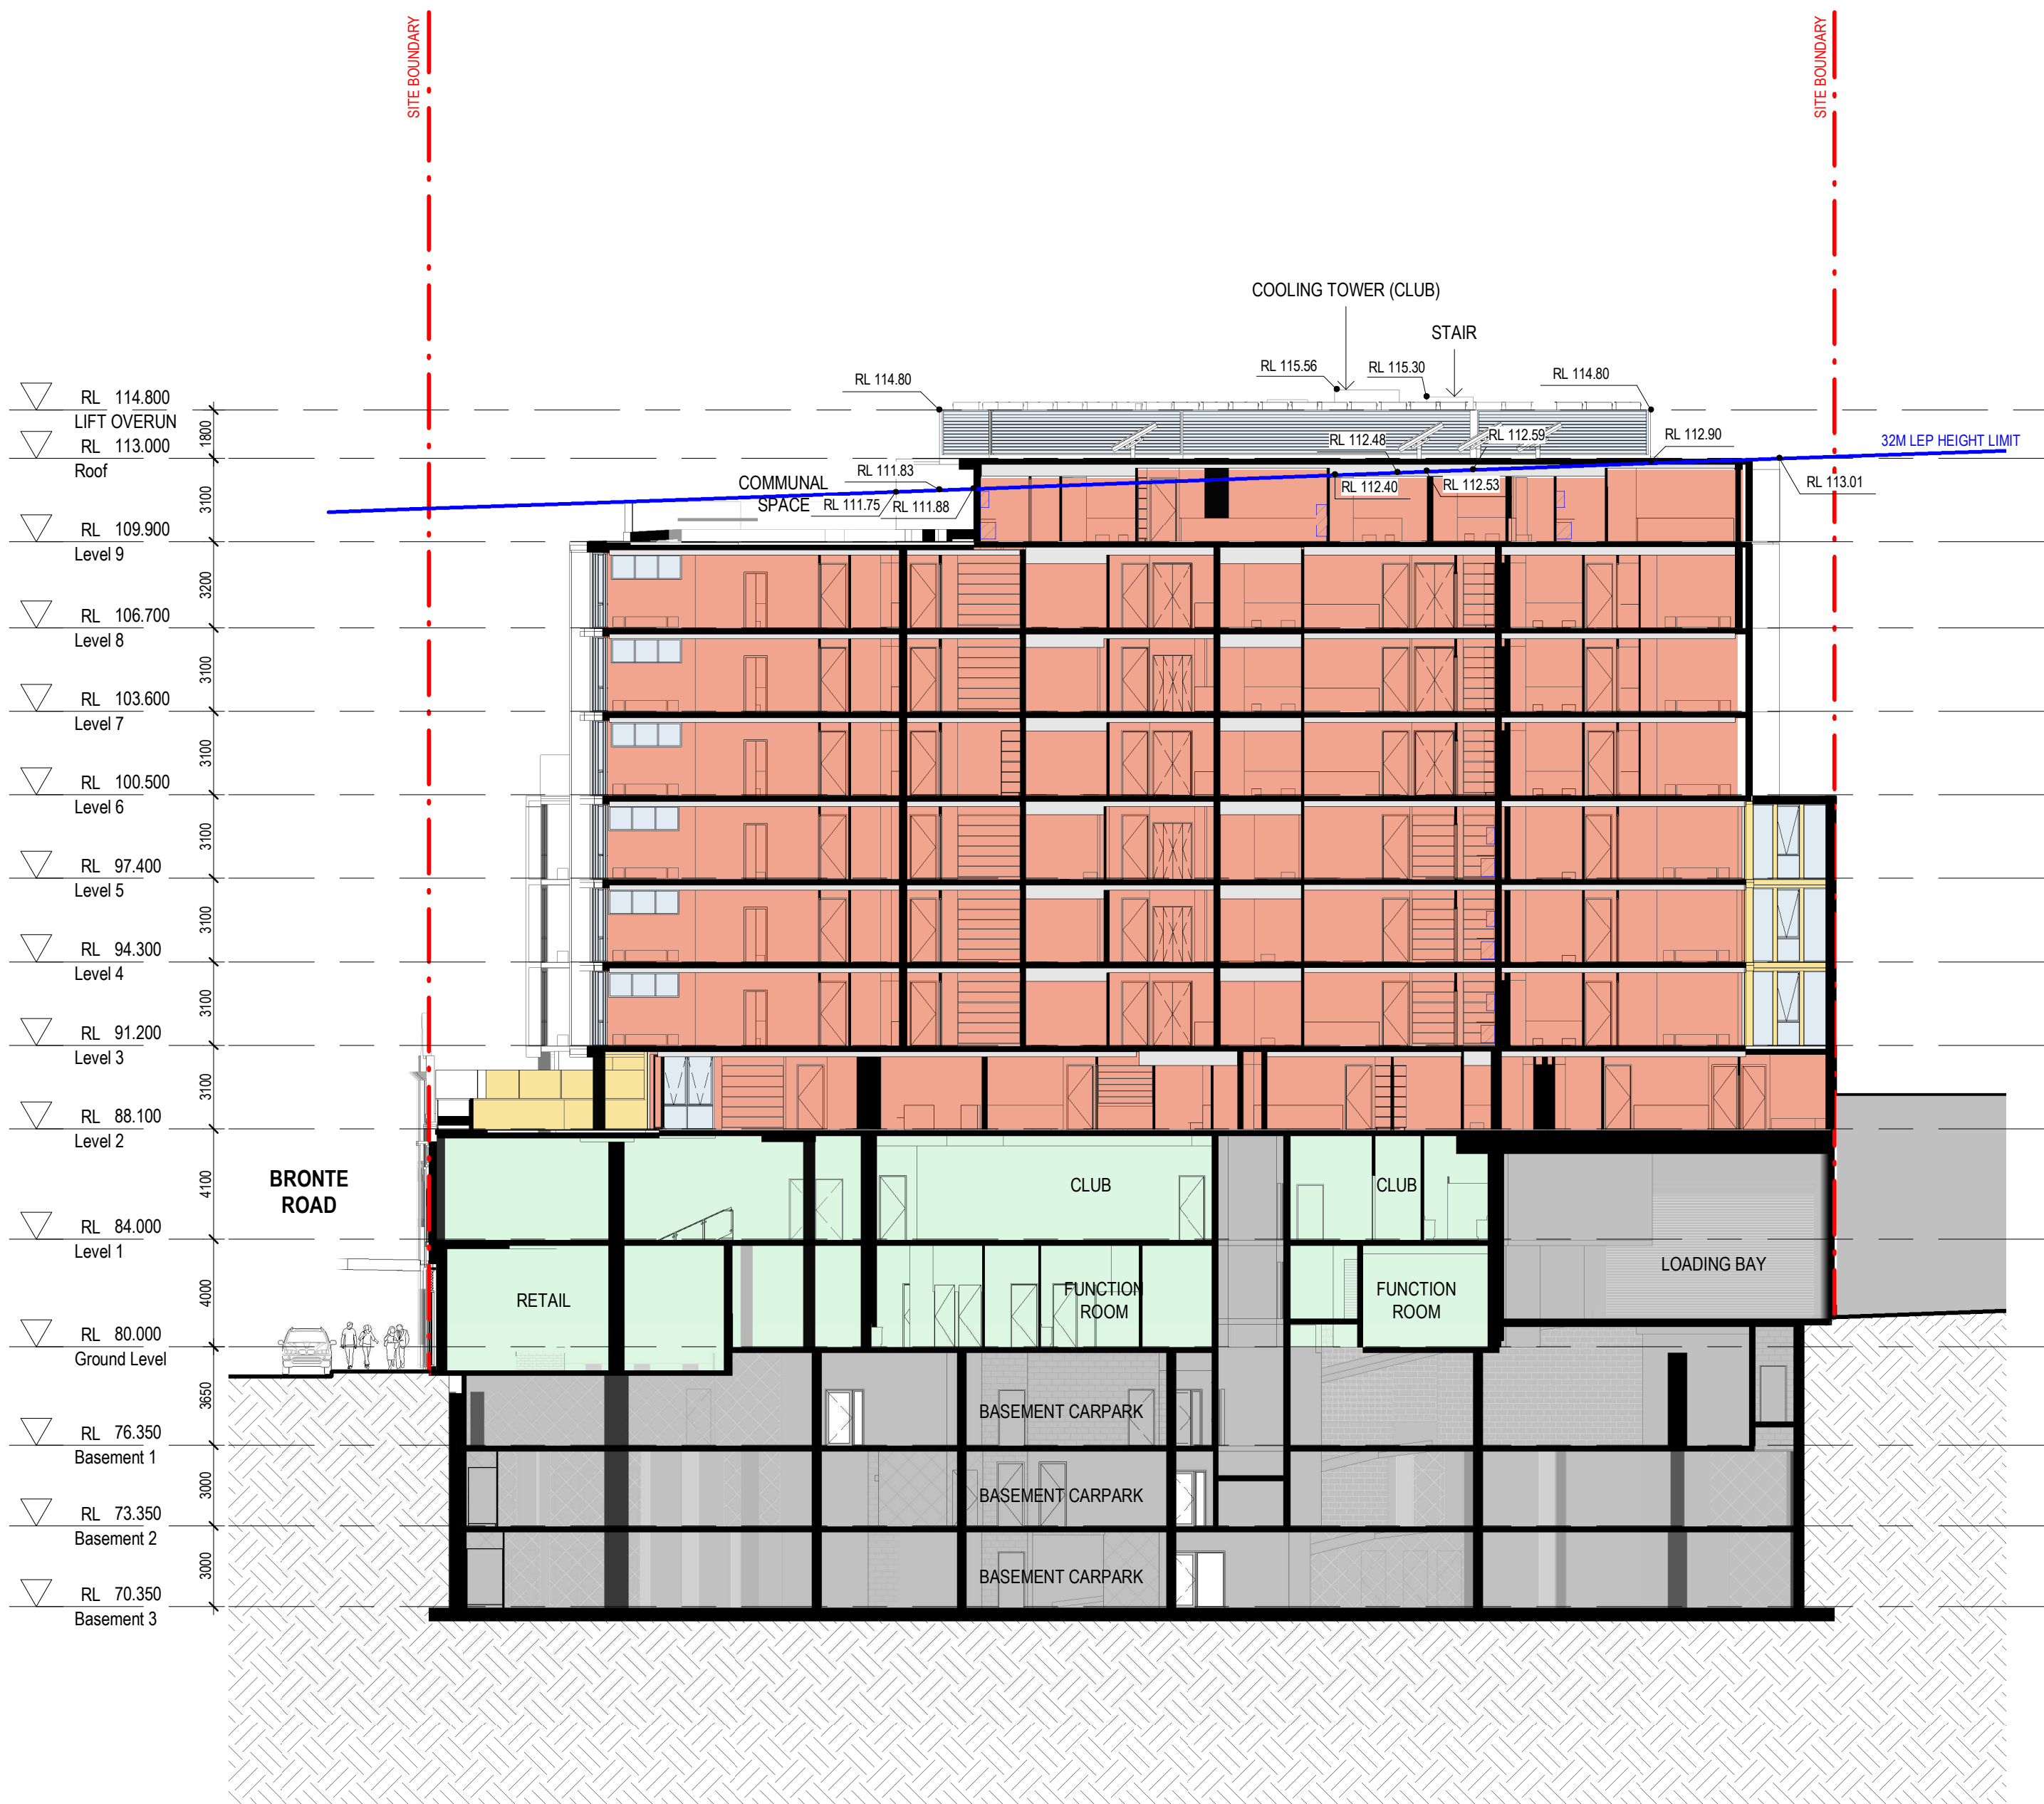 SITE BOUNDARY
SITE BOUNDARY
COOLING TOWER (CLUB)
STAIR
RL 115.56
RL 115.30
RL 114.80
RL 114.80
RL 114.800
LIFT OVERUN
1800
RL 113.000
Roof
RL 112.48
RL 112.59
RL 112.90
32M LEP HEIGHT LIMIT
RL 111.83
COMMUNAL
SPACE
RL 111.75
RL 111.88
RL 112.40
RL 112.53
RL 113.01
3100
RL 109.900
Level 9
3200
RL 106.700
Level 8
3100
RL 103.600
Level 7
3100
RL 100.500
Level 6
3100
RL 97.400
Level 5
3100
RL 94.300
Level 4
3100
RL 91.200
Level 3
3100
RL 88.100
Level 2
4100
BRONTE
ROAD
CLUB
CLUB
RL 84.000
Level 1
4000
LOADING BAY
RETAIL
FUNCTION
ROOM
FUNCTION
ROOM
RL 80.000
Ground Level
3650
BASEMENT CARPARK
RL 76.350
Basement 1
3000
BASEMENT CARPARK
RL 73.350
Basement 2
3000
BASEMENT CARPARK
RL 70.350
Basement 3